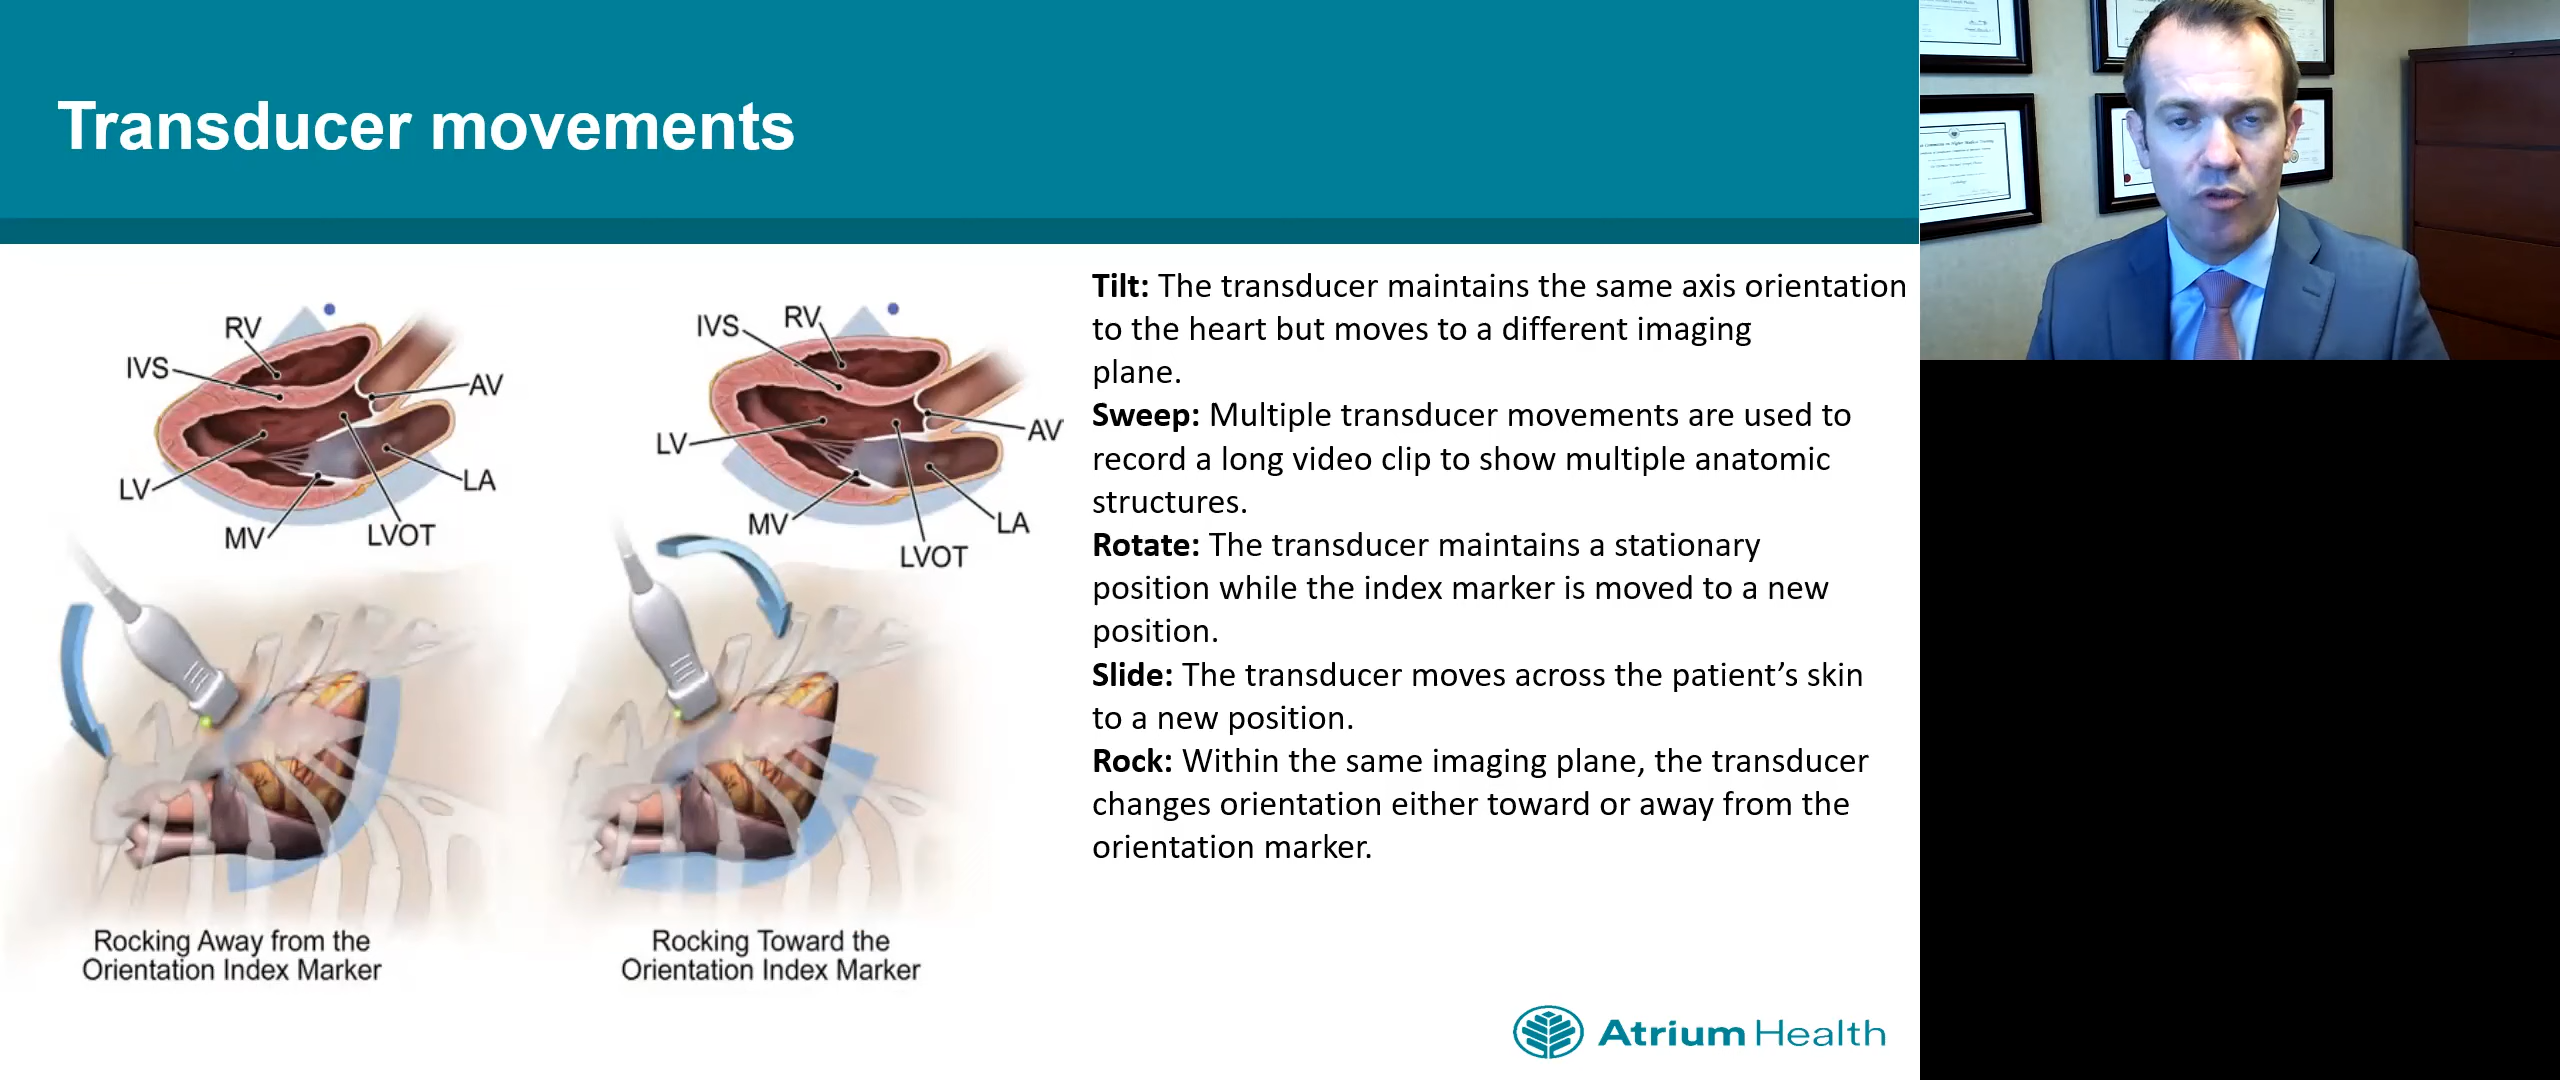 Transducer movements
RV
IVS
AV
LV
LA
MV
LVOT
IVS
RV
LV
AV
MV
LA
LVOT
Rocking Away from the
Orientation Index Marker
Rocking Toward the
Orientation Index Marker
Tilt: The transducer maintains the same axis orientation
to the heart but moves to a different imaging
plane.
Sweep: Multiple transducer movements are used to
record a long video clip to show multiple anatomic
structures.
Rotate: The transducer maintains a stationary
position while the index marker is moved to a new
position.
Slide: The transducer moves across the patient’s skin
to a new position.
Rock: Within the same imaging plane, the transducer
changes orientation either toward or away from the
orientation marker.
Atrium Health